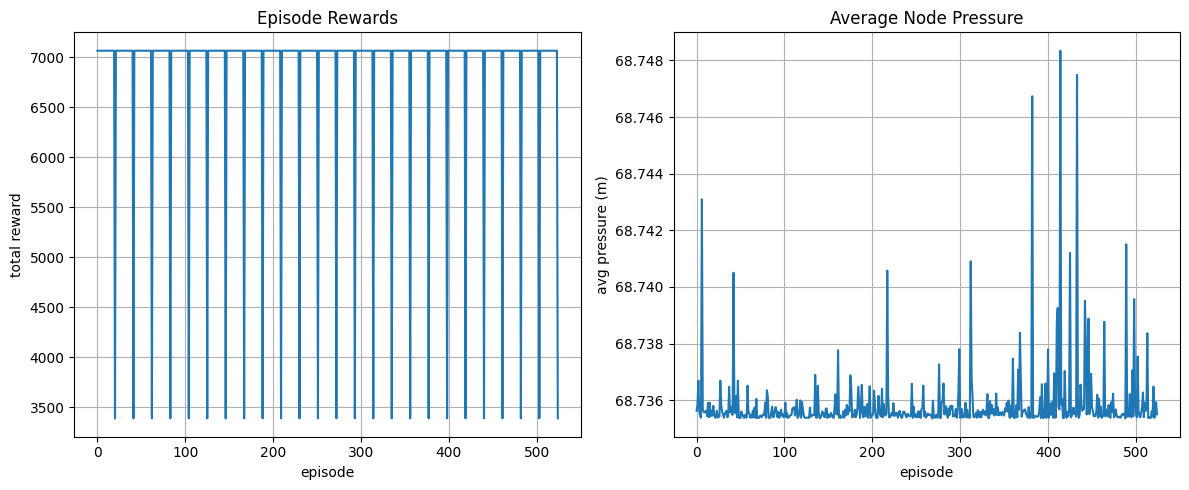 Episode Rewards
total reward
7000
6500
6000
5500
5000
4500
4000
3500
0 100 200 300 400 500
episode
Average Node Pressure
avg pressure (m)
68.748
68.746
68.744
68.742
68.740
68.738
68.736
0 100 200 300 400 500
episode